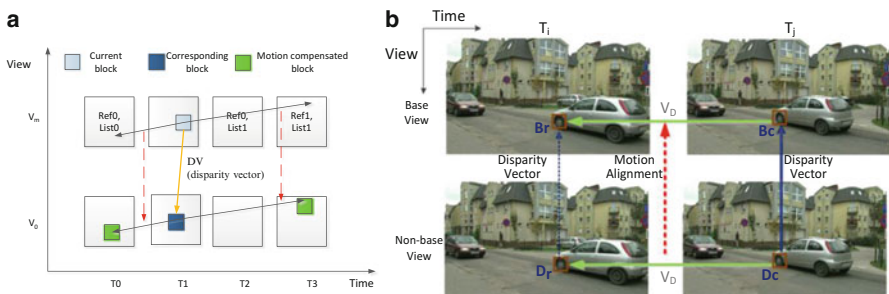 a
View
Current block
Corresponding block
Motion compensated block
Vm
Ref0, List0
Ref0, List1
Ref1, List1
DV
(disparity vector)
V0
T0
T1
T2
T3
Time
b
Time
View
Ti
Tj
Base View
Br
VD
Bc
Disparity Vector
Motion Alignment
Disparity Vector
Non-base View
Dr
VD
Dc